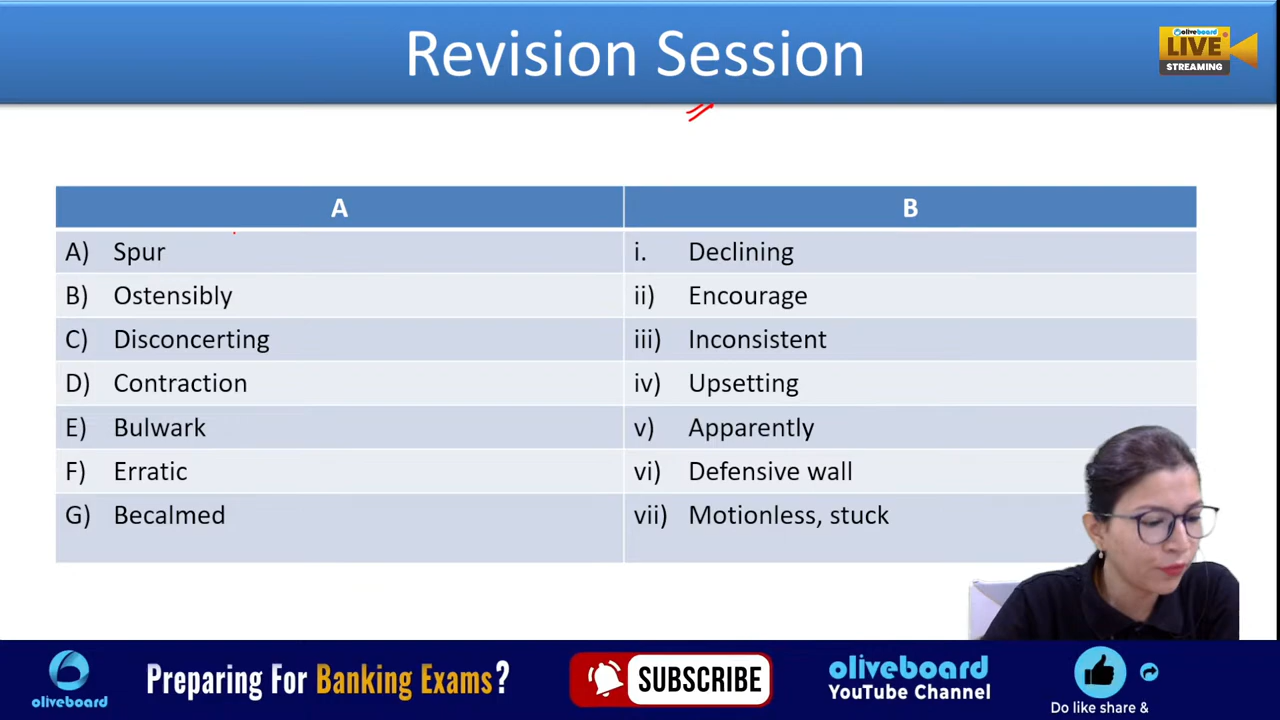 Revision Session
oliveboard
LIVE
STREAMING
A B
A) Spur i. Declining
B) Ostensibly ii) Encourage
C) Disconcerting iii) Inconsistent
D) Contraction iv) Upsetting
E) Bulwark v) Apparently
F) Erratic vi) Defensive wall
G) Becalmed vii) Motionless, stuck
oliveboard
Preparing For Banking Exams?
SUBSCRIBE
oliveboard
YouTube Channel
Do like share &